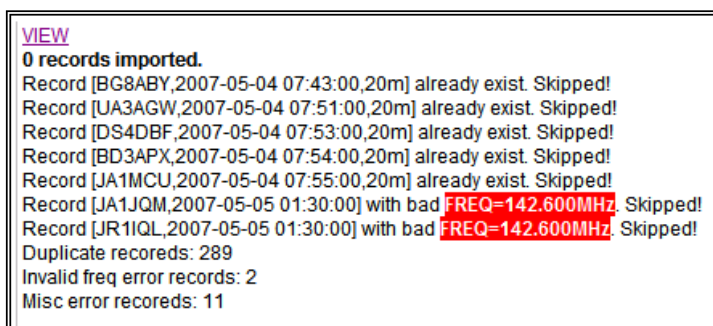 VIEW
0 records imported.
Record [BG8ABY,2007-05-04 07:43:00,20m] already exist. Skipped!
Record [UA3AGW,2007-05-04 07:51:00,20m] already exist. Skipped!
Record [DS4DBF,2007-05-04 07:53:00,20m] already exist. Skipped!
Record [BD3APX,2007-05-04 07:54:00,20m] already exist. Skipped!
Record [JA1MCU,2007-05-04 07:55:00,20m] already exist. Skipped!
Record [JA1JQM,2007-05-05 01:30:00] with bad FREQ=142.600MHz. Skipped!
Record [JR1IQL,2007-05-05 01:30:00] with bad FREQ=142.600MHz. Skipped!
Duplicate recoreds: 289
Invalid freq error records: 2
Misc error recoreds: 11